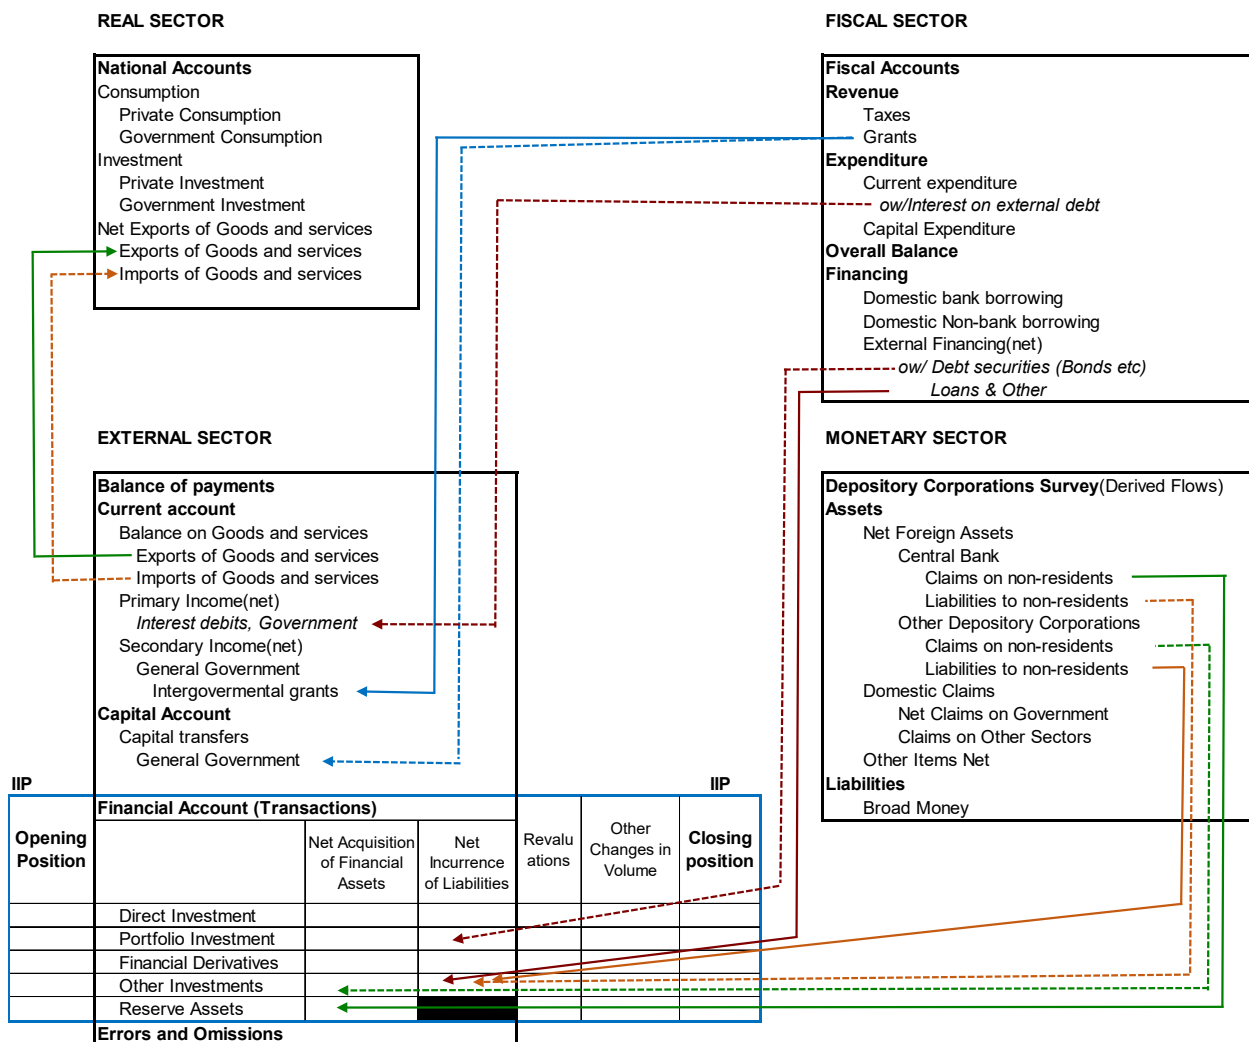 REAL SECTOR
National Accounts
Consumption
Private Consumption
Government Consumption
Investment
Private Investment
Government Investment
Net Exports of Goods and services
Exports of Goods and services
Imports of Goods and services
FISCAL SECTOR
Fiscal Accounts
Revenue
Taxes
Grants
Expenditure
Current expenditure
ow/Interest on external debt
Capital Expenditure
Overall Balance
Financing
Domestic bank borrowing
Domestic Non-bank borrowing
External Financing(net)
ow/ Debt securities (Bonds etc)
Loans & Other
EXTERNAL SECTOR
Balance of payments
Current account
Balance on Goods and services
Exports of Goods and services
Imports of Goods and services
Primary Income(net)
Interest debits, Government
Secondary Income(net)
General Government
Intergovermental grants
Capital Account
Capital transfers
General Government
MONETARY SECTOR
Depository Corporations Survey(Derived Flows)
Assets
Net Foreign Assets
Central Bank
Claims on non-residents
Liabilities to non-residents
Other Depository Corporations
Claims on non-residents
Liabilities to non-residents
Domestic Claims
Net Claims on Government
Claims on Other Sectors
Other Items Net
Liabilities
Broad Money
IIP
IIP
Opening
Position
Financial Account (Transactions)
Net Acquisition
of Financial
Assets
Net
Incurrence
of Liabilities
Revalu
ations
Other
Changes in
Volume
Closing
position
Direct Investment
Portfolio Investment
Financial Derivatives
Other Investments
Reserve Assets
Errors and Omissions